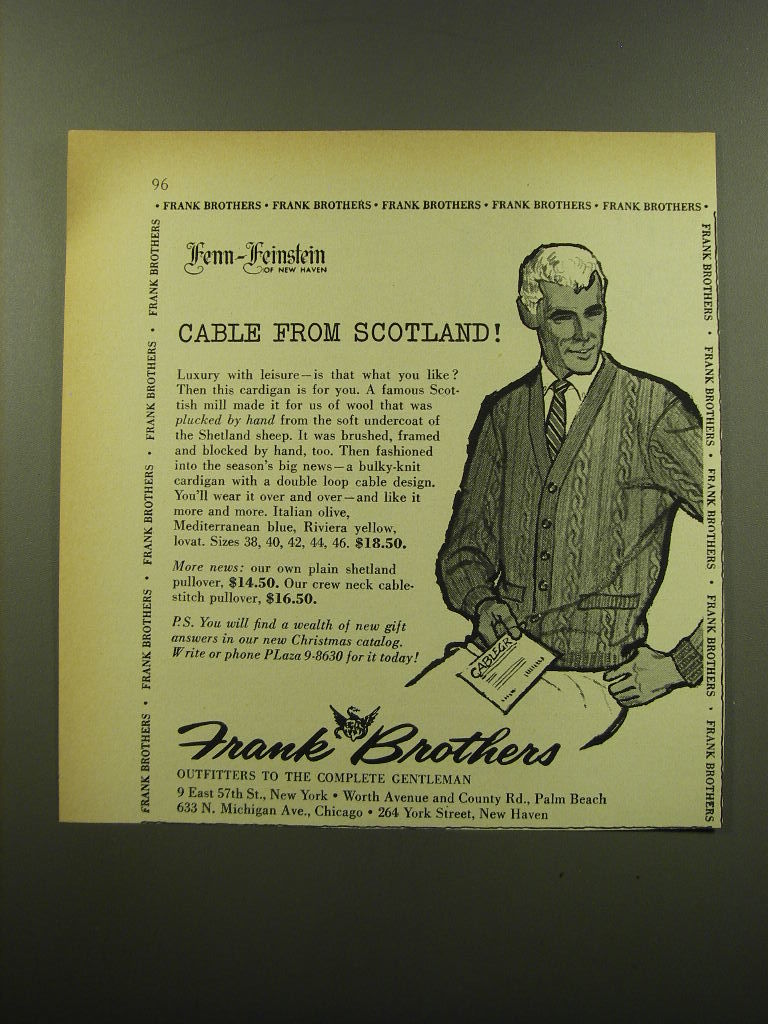 96
• FRANK BROTHERS • FRANK BROTHERS • FRANK BROTHERS • FRANK BROTHERS • FRANK BROTHERS •
FRANK BROTHERS • FRANK BROTHERS • FRANK BROTHERS • FRANK BROTHERS • FRANK BROTHERS
Fenn-Feinstein
OF NEW HAVEN
CABLE FROM SCOTLAND!
Luxury with leisure—is that what you like?
Then this cardigan is for you. A famous Scot-
tish mill made it for us of wool that was
plucked by hand from the soft undercoat of
the Shetland sheep. It was brushed, framed
and blocked by hand, too. Then fashioned
into the season's big news—a bulky-knit
cardigan with a double loop cable design.
You'll wear it over and over—and like it
more and more. Italian olive,
Mediterranean blue, Riviera yellow,
lovat. Sizes 38, 40, 42, 44, 46. $18.50.
More news: our own plain shetland
pullover, $14.50. Our crew neck cable-
stitch pullover, $16.50.
P.S. You will find a wealth of new gift
answers in our new Christmas catalog.
Write or phone PLaza 9-8630 for it today!
CABLEGR
Frank Brothers
OUTFITTERS TO THE COMPLETE GENTLEMAN
9 East 57th St., New York • Worth Avenue and County Rd., Palm Beach
633 N. Michigan Ave., Chicago • 264 York Street, New Haven
FRANK BROTHERS • FRANK BROTHERS • FRANK BROTHERS • FRANK BROTHERS • FRANK BROTHERS